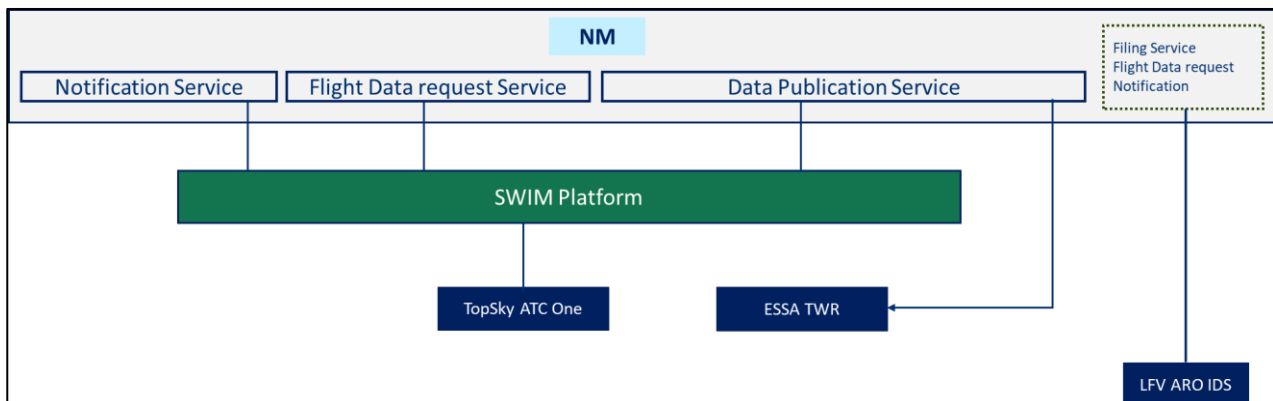 NM
Notification Service
Flight Data request Service
Data Publication Service
Filing Service
Flight Data request
Notification
SWIM Platform
TopSky ATC One
ESSA TWR
LFV ARO IDS